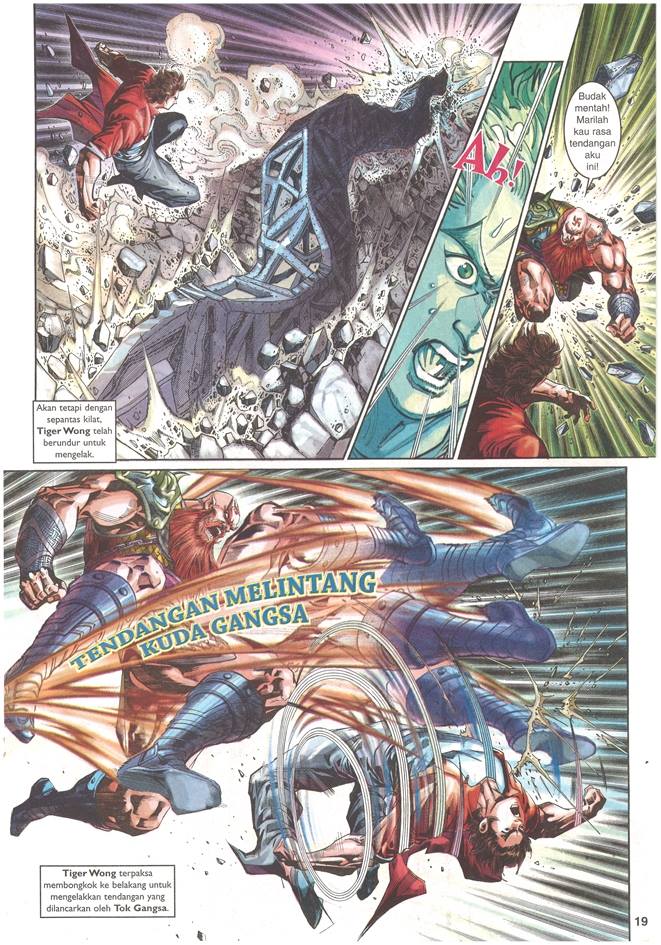 Akan tetapi dengan
sepantas kilat,
Tiger Wong telah
berundur untuk
mengelak.
Ah!
Budak
mentah!
Marilah
kau rasa
tendangan
aku
ini!
TENDANGAN MELINTANG
KUDA GANGSA
Tiger Wong terpaksa
membongkok ke belakang untuk
mengelakkan tendangan yang
dilancarkan oleh Tok Gangsa.
19